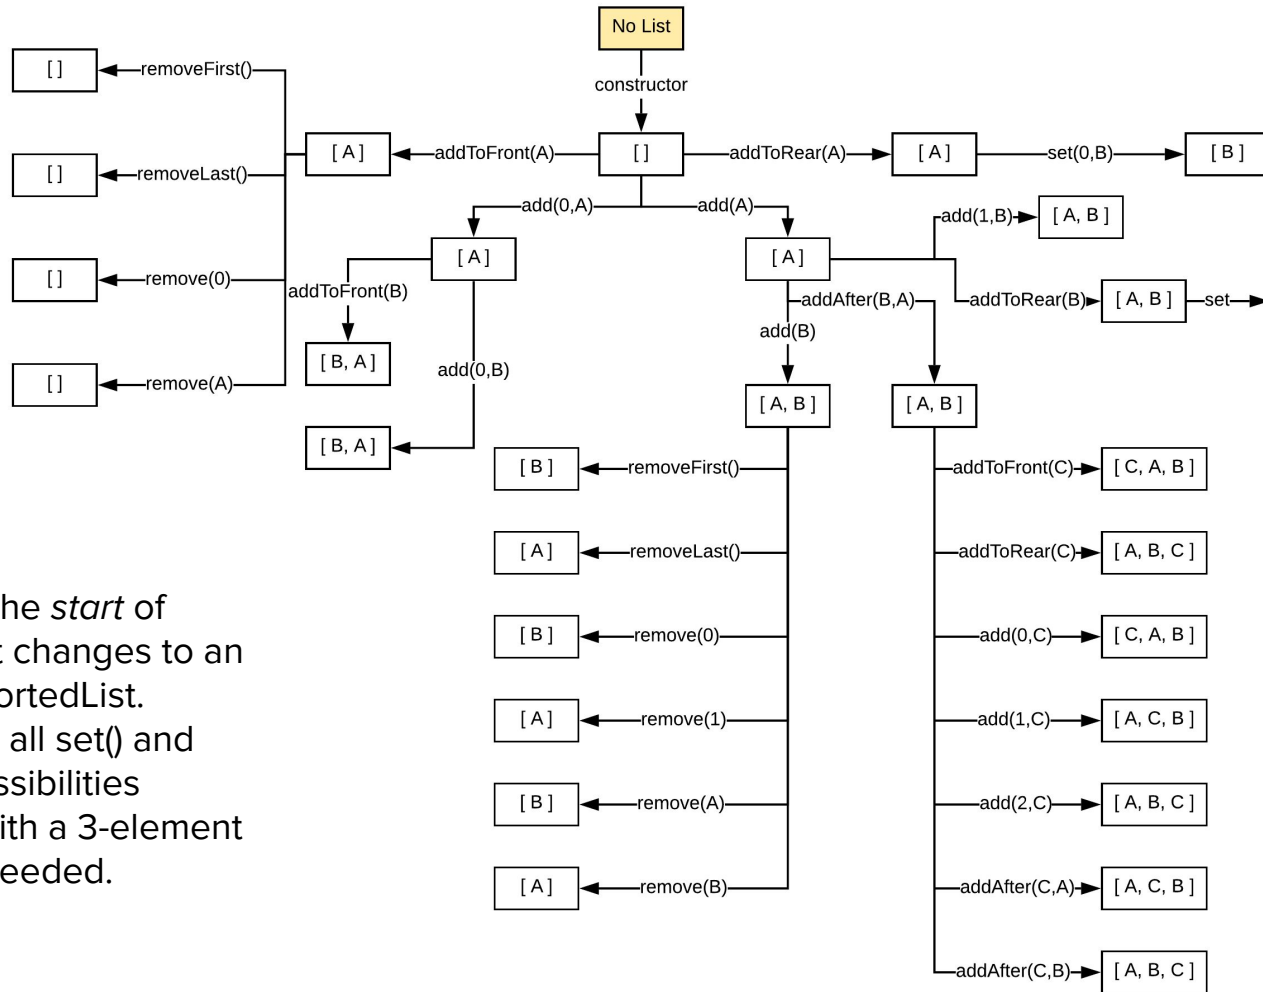 No List
constructor
[ ]
removeFirst()
[ A ]
addToFront(A)
[ ]
addToRear(A)
[ A ]
set(0,B)
[ B ]
[ ]
removeLast()
[ ]
remove(0)
[ ]
remove(A)
add(0,A)
add(A)
[ A ]
[ A ]
add(1,B)
[ A, B ]
addToFront(B)
[ B, A ]
add(0,B)
[ B, A ]
addAfter(B,A)
addToRear(B)
[ A, B ]
set
add(B)
[ A, B ]
[ A, B ]
[ B ]
removeFirst()
[ A ]
removeLast()
[ B ]
remove(0)
[ A ]
remove(1)
[ B ]
remove(A)
[ A ]
remove(B)
addToFront(C)
[ C, A, B ]
addToRear(C)
[ A, B, C ]
add(0,C)
[ C, A, B ]
add(1,C)
[ A, C, B ]
add(2,C)
[ A, B, C ]
addAfter(C,A)
[ A, C, B ]
addAfter(C,B)
[ A, B, C ]
he start of
t changes to an
ortedList.
all set() and
ssibilities
ith a 3-element
eeded.